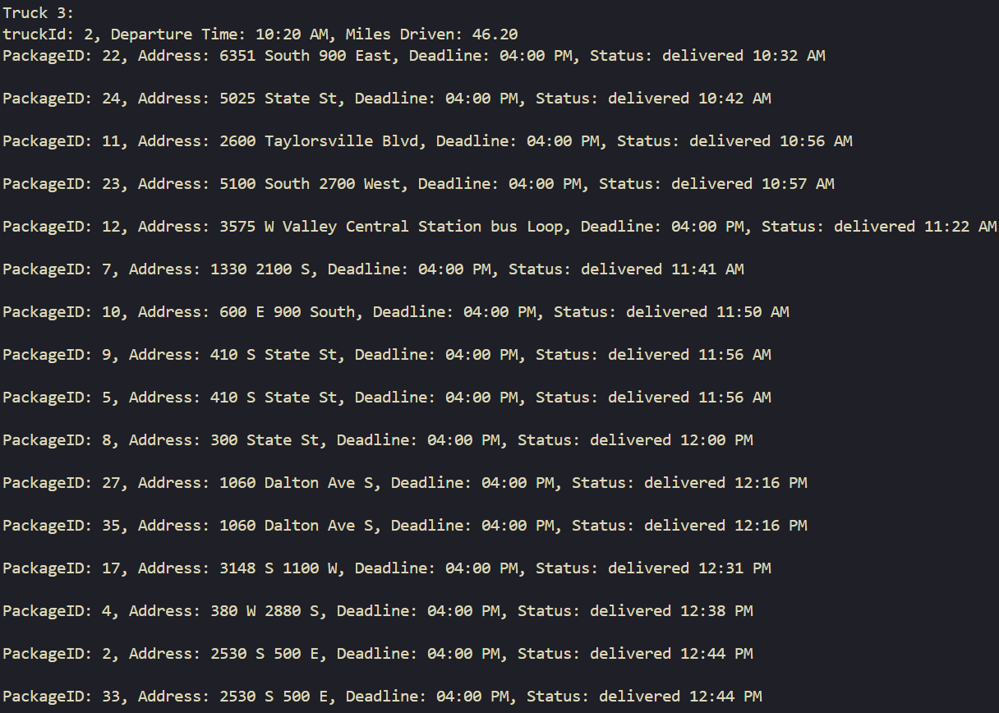 Truck 3:
truckId: 2, Departure Time: 10:20 AM, Miles Driven: 46.20
PackageID: 22, Address: 6351 South 900 East, Deadline: 04:00 PM, Status: delivered 10:32 AM
PackageID: 24, Address: 5025 State St, Deadline: 04:00 PM, Status: delivered 10:42 AM
PackageID: 11, Address: 2600 Taylorsville Blvd, Deadline: 04:00 PM, Status: delivered 10:56 AM
PackageID: 23, Address: 5100 South 2700 West, Deadline: 04:00 PM, Status: delivered 10:57 AM
PackageID: 12, Address: 3575 W Valley Central Station bus Loop, Deadline: 04:00 PM, Status: delivered 11:22 AM
PackageID: 7, Address: 1330 2100 S, Deadline: 04:00 PM, Status: delivered 11:41 AM
PackageID: 10, Address: 600 E 900 South, Deadline: 04:00 PM, Status: delivered 11:50 AM
PackageID: 9, Address: 410 S State St, Deadline: 04:00 PM, Status: delivered 11:56 AM
PackageID: 5, Address: 410 S State St, Deadline: 04:00 PM, Status: delivered 11:56 AM
PackageID: 8, Address: 300 State St, Deadline: 04:00 PM, Status: delivered 12:00 PM
PackageID: 27, Address: 1060 Dalton Ave S, Deadline: 04:00 PM, Status: delivered 12:16 PM
PackageID: 35, Address: 1060 Dalton Ave S, Deadline: 04:00 PM, Status: delivered 12:16 PM
PackageID: 17, Address: 3148 S 1100 W, Deadline: 04:00 PM, Status: delivered 12:31 PM
PackageID: 4, Address: 380 W 2880 S, Deadline: 04:00 PM, Status: delivered 12:38 PM
PackageID: 2, Address: 2530 S 500 E, Deadline: 04:00 PM, Status: delivered 12:44 PM
PackageID: 33, Address: 2530 S 500 E, Deadline: 04:00 PM, Status: delivered 12:44 PM